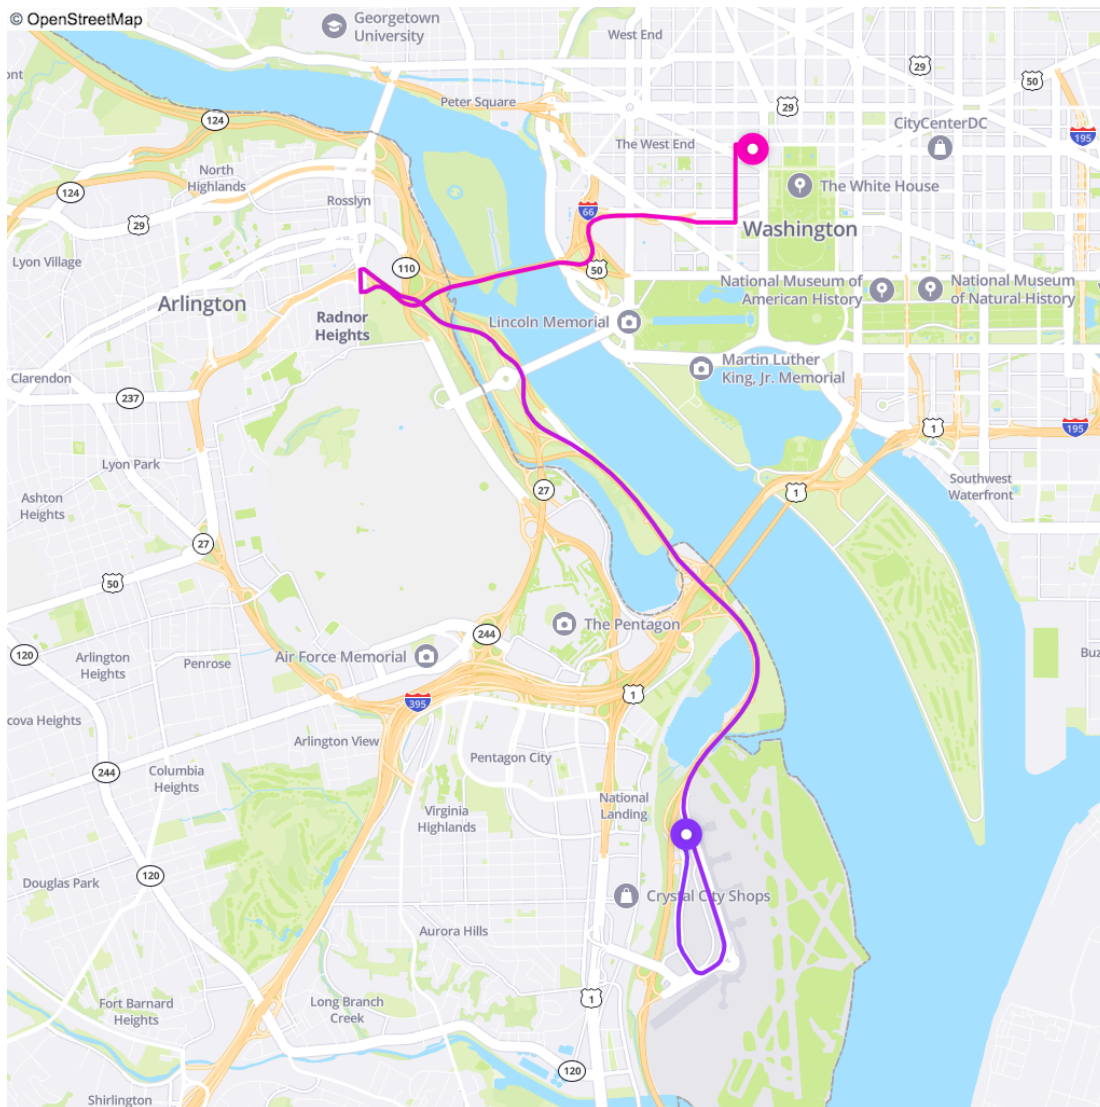 © OpenStreetMap
Georgetown
University
West End
29
50
ont
Peter Square
29
124
CityCenterDC
195
The West End
North
Highlands
The White House
124
Rosslyn
66
29
Washington
Lyon Village
110
50
National Museum of
American History
National Museum
of Natural History
Arlington
Radnor
Heights
Lincoln Memorial
Martin Luther
King, Jr. Memorial
Clarendon
237
1
195
Lyon Park
Southwest
Waterfront
27
1
Ashton
Heights
27
50
The Pentagon
244
120
Arlington
Heights
Penrose
Air Force Memorial
Buz
1
395
cova Heights
Arlington View
Pentagon City
244
Columbia
Heights
National
Landing
Virginia
Highlands
120
Douglas Park
Crystal City Shops
Aurora Hills
Fort Barnard
Heights
Long Branch
Creek
1
120
Shirlington